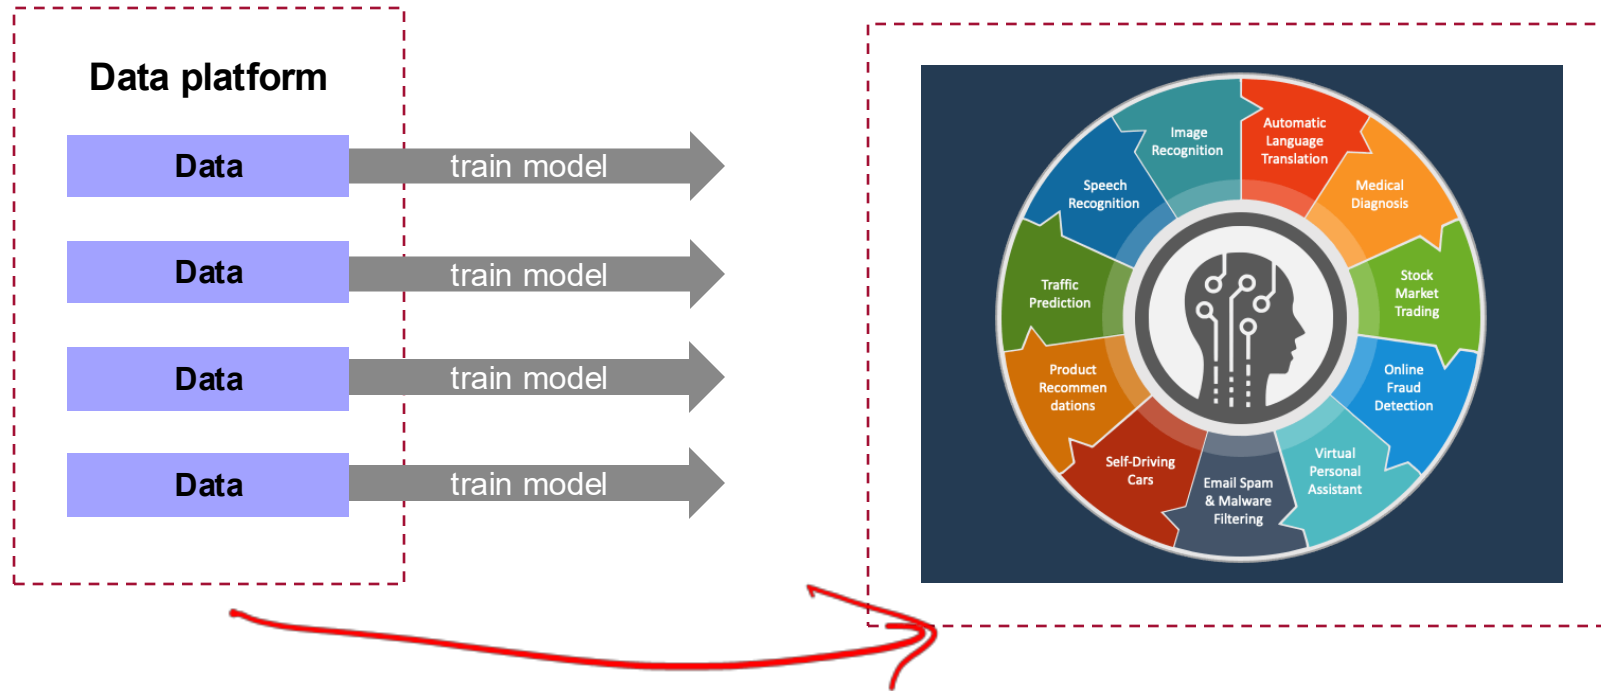 Data platform
Data
train model
Data
train model
Data
train model
Data
train model
Image
Recognition
Automatic
Language
Translation
Medical
Diagnosis
Stock
Market
Trading
Online
Fraud
Detection
Virtual
Personal
Assistant
Email Spam
& Malware
Filtering
Self-Driving
Cars
Product
Recommen
dations
Traffic
Prediction
Speech
Recognition